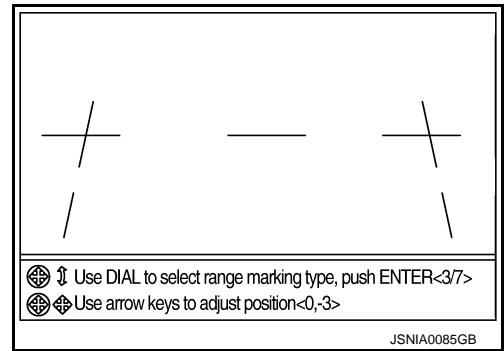 Use DIAL to select range marking type, push ENTER<3/7>
Use arrow keys to adjust position<0,-3>
JSNIA0085GB